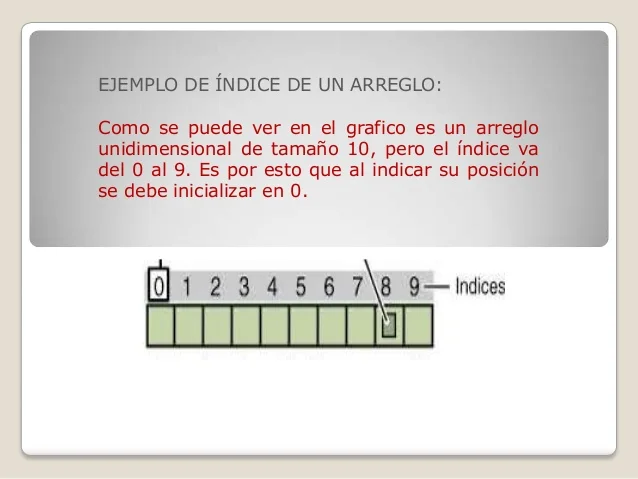 EJEMPLO DE ÍNDICE DE UN ARREGLO:
Como se puede ver en el grafico es un arreglo
unidimensional de tamaño 10, pero el índice va
del 0 al 9. Es por esto que al indicar su posición
se debe inicializar en 0.
0 1 2 3 4 5 6 7 8 9 Indices